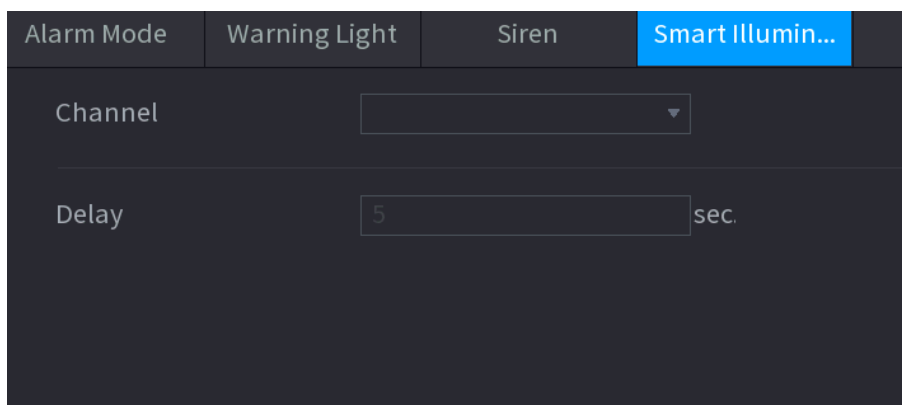 Alarm Mode Warning Light Siren Smart Illumin...
Channel
Delay 5 sec.